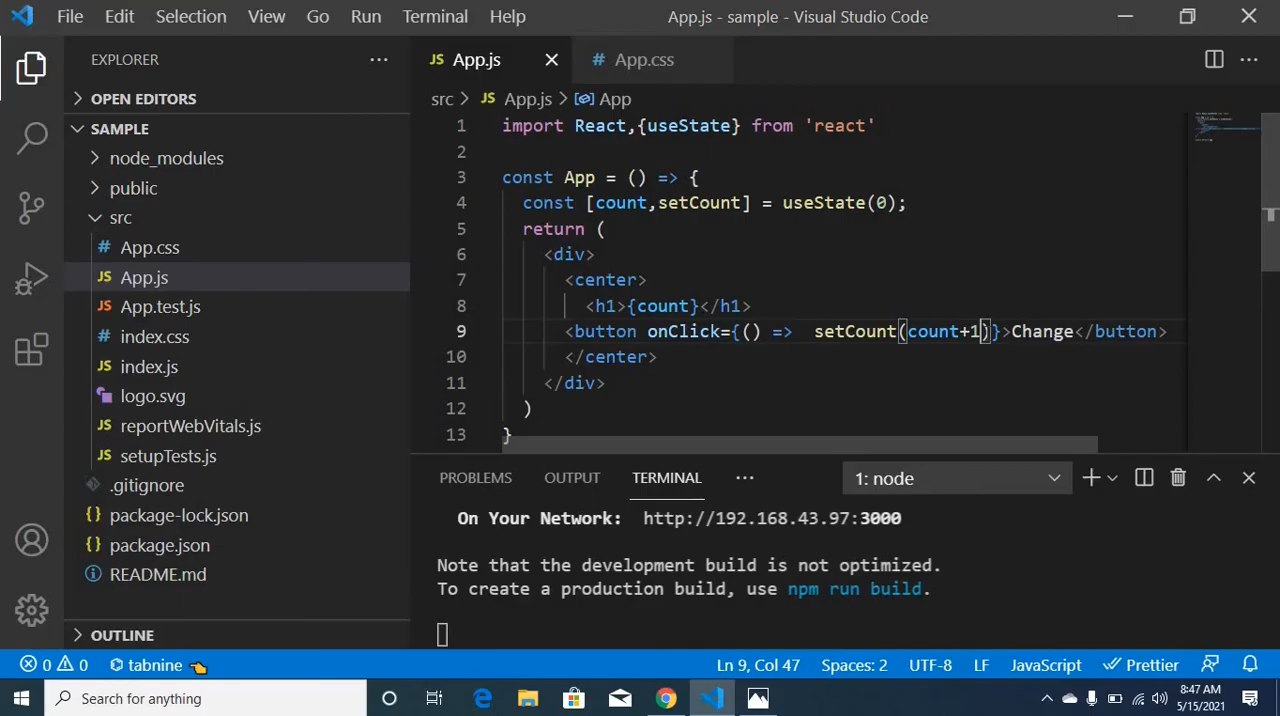 File Edit Selection View Go Run Terminal Help App.js - sample - Visual Studio Code
EXPLORER ···
OPEN EDITORS
SAMPLE
node_modules
public
src
# App.css
JS App.js
JS App.test.js
# index.css
JS index.js
logo.svg
JS reportWebVitals.js
JS setupTests.js
.gitignore
{} package-lock.json
{} package.json
README.md
OUTLINE
JS App.js # App.css
src > JS App.js > App
1 import React,{useState} from 'react'
2
3 const App = () => {
4 const [count,setCount] = useState(0);
5 return (
6 <div>
7 <center>
8 <h1>{count}</h1>
9 <button onClick={() =>  setCount(count+1)}>Change</button>
10 </center>
11 </div>
12 )
13 }
PROBLEMS OUTPUT TERMINAL ··· 1: node
On Your Network: http://192.168.43.97:3000
Note that the development build is not optimized.
To create a production build, use npm run build.
0 0 tabnine Ln 9, Col 47 Spaces: 2 UTF-8 LF JavaScript Prettier
Search for anything
8:47 AM
5/15/2021